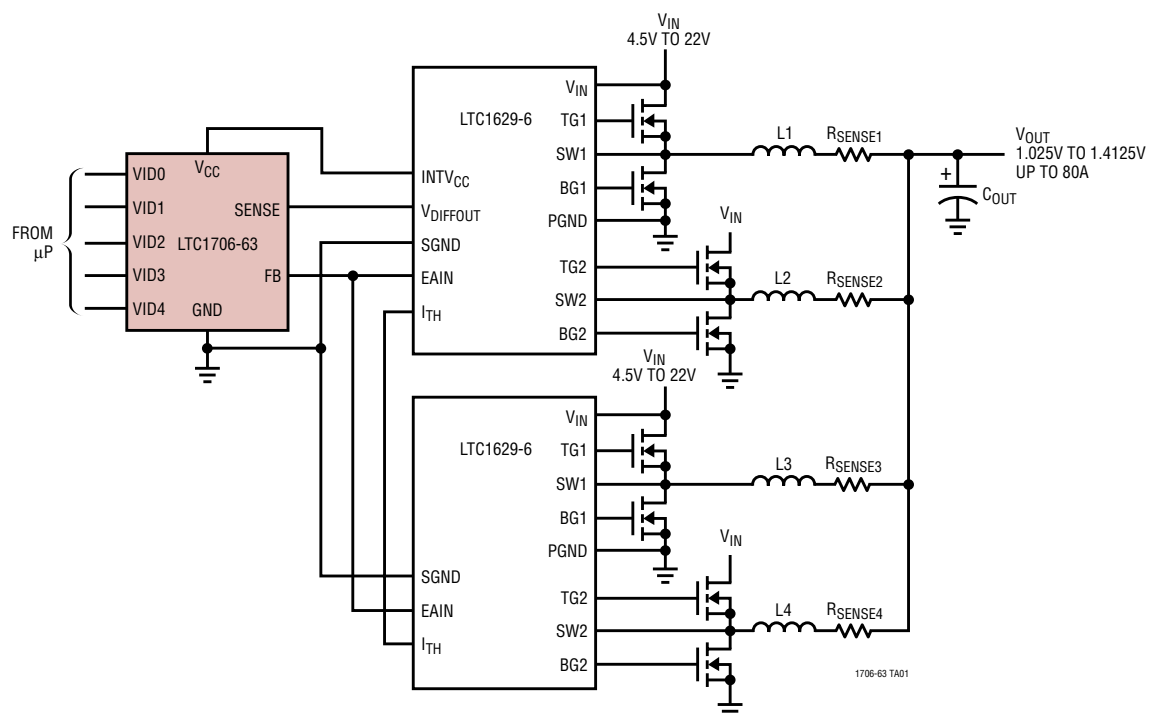 VIN
4.5V TO 22V
VIN
LTC1629-6
TG1
SW1
INTVCC
BG1
VDIFFOUT
PGND
SGND
TG2
EAIN
SW2
ITH
BG2
VCC
VID0
VID1
SENSE
VID2
LTC1706-63
VID3
FB
VID4
GND
FROM
µP
L1
RSENSE1
VOUT
1.025V TO 1.4125V
UP TO 80A
+
COUT
VIN
L2
RSENSE2
VIN
4.5V TO 22V
VIN
LTC1629-6
TG1
SW1
BG1
PGND
SGND
TG2
EAIN
SW2
ITH
BG2
L3
RSENSE3
VIN
L4
RSENSE4
1706-63 TA01